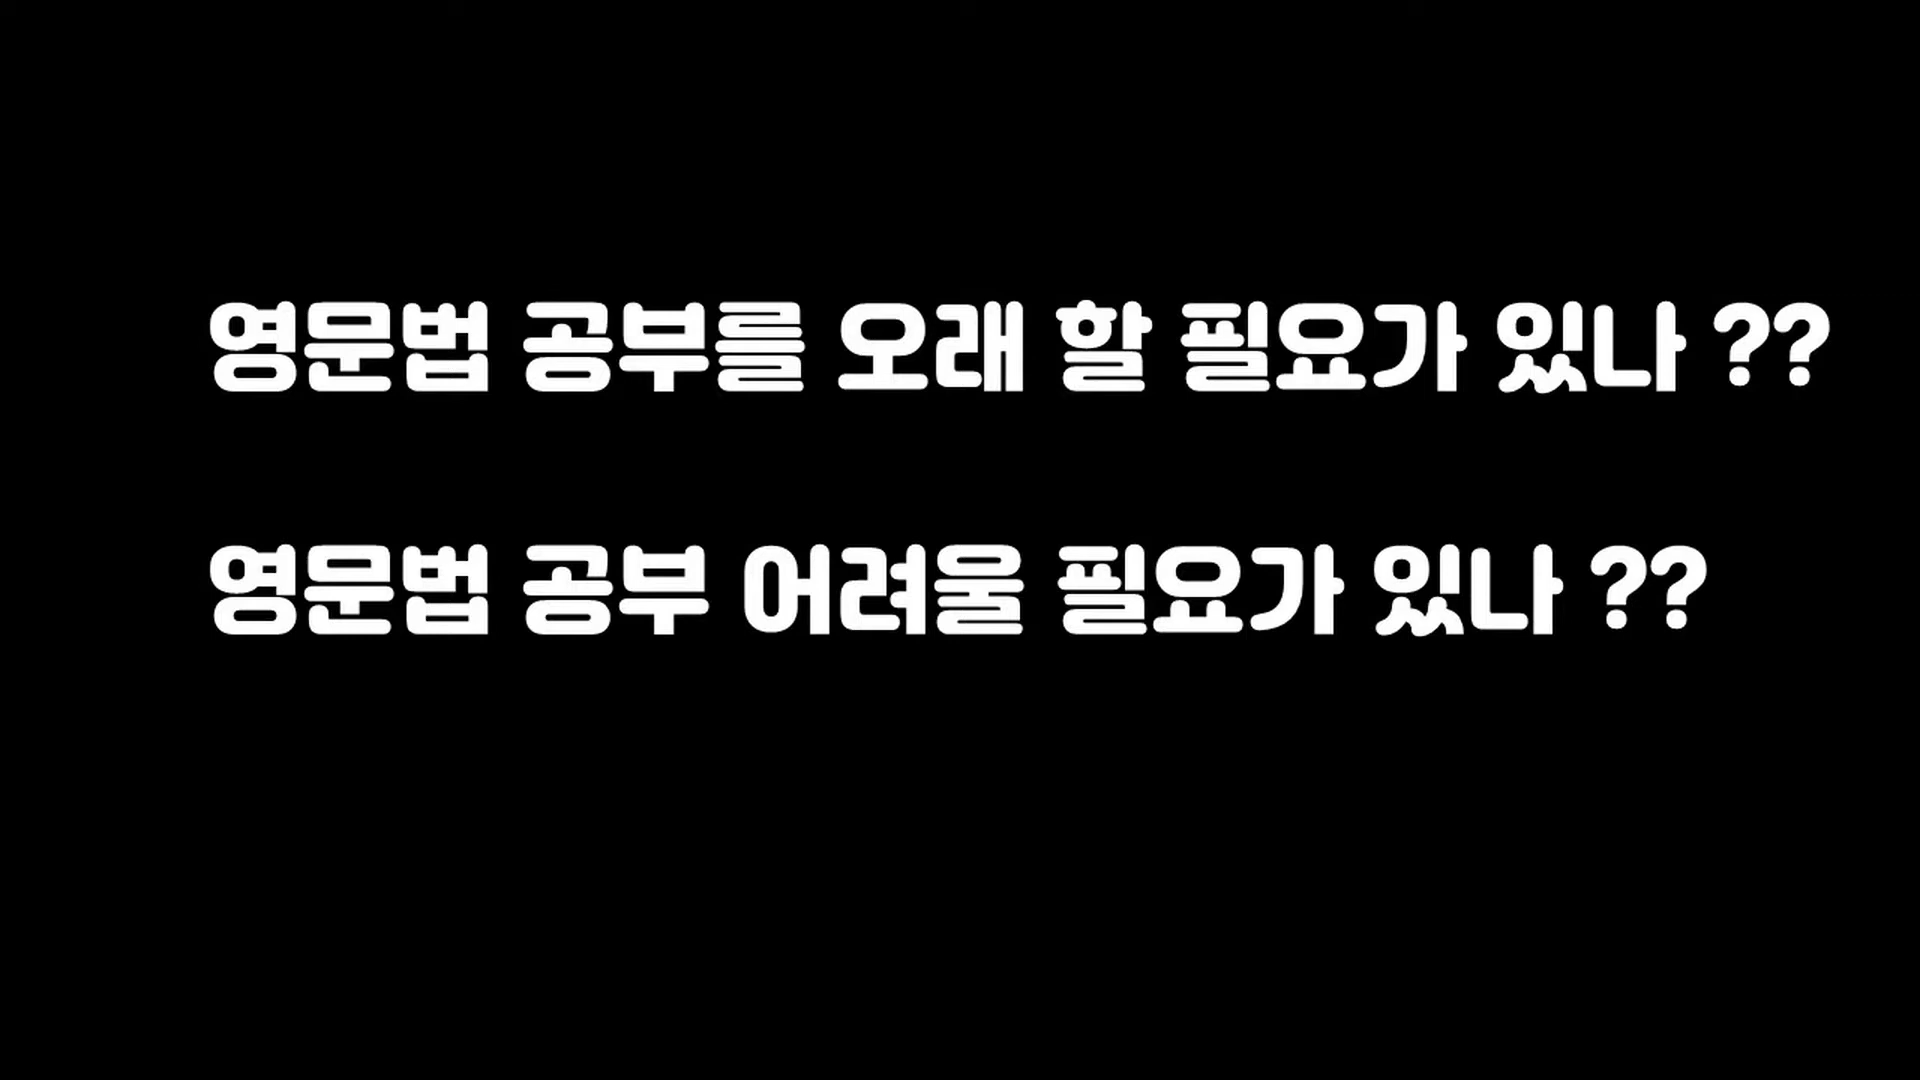 영문법 공부를 오래 할 필요가 있나 ??
영문법 공부 어려울 필요가 있나 ??